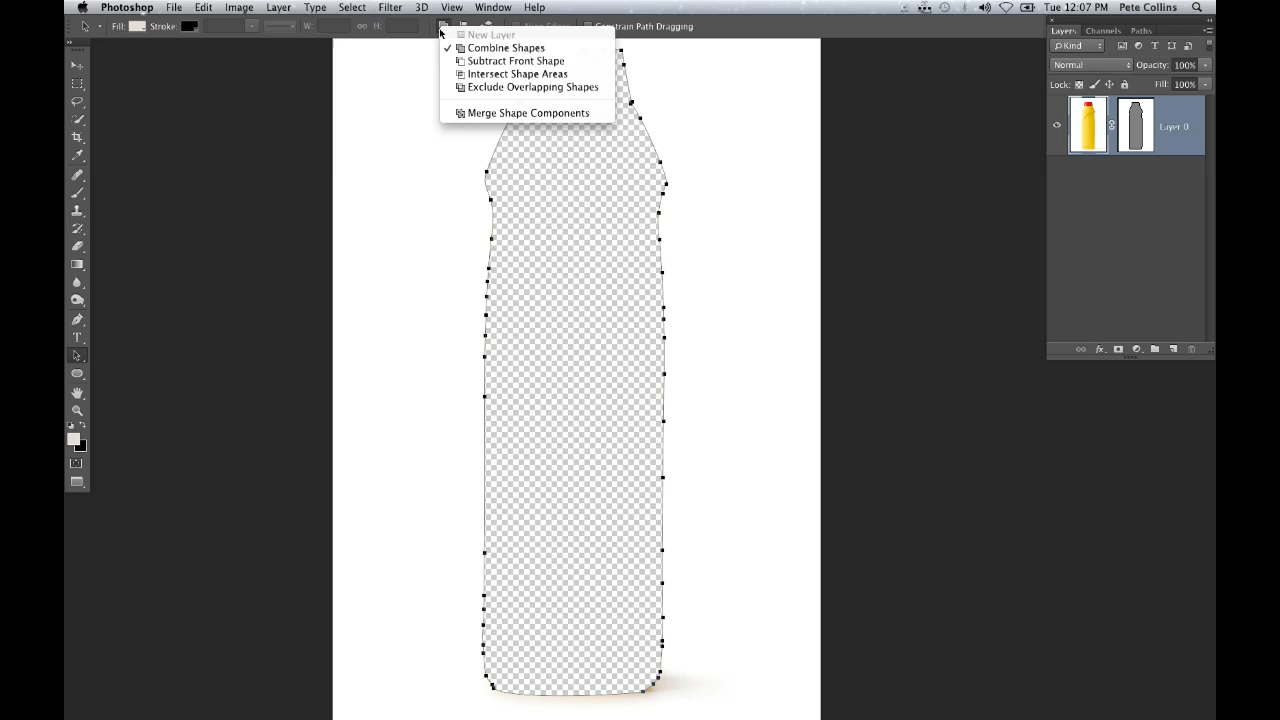 Photoshop File Edit Image Layer Type Select Filter 3D View Window Help Tue 12:07 PM Pete Collins
Fill: Stroke: W: H: Align Edges Constrain Path Dragging
New Layer
Combine Shapes
Subtract Front Shape
Intersect Shape Areas
Exclude Overlapping Shapes
Merge Shape Components
Layers Channels Paths
Kind
Normal Opacity: 100%
Lock: Fill: 100%
Layer 0